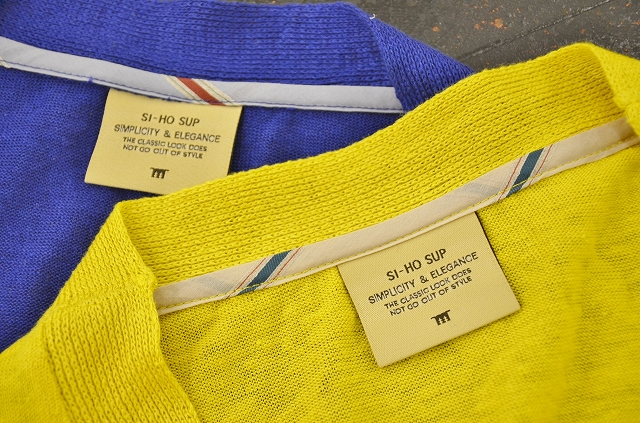 SI-HO SUP
SIMPLICITY & ELEGANCE
THE CLASSIC LOOK DOES
NOT GO OUT OF STYLE
SI-HO SUP
SIMPLICITY & ELEGANCE
THE CLASSIC LOOK DOES
NOT GO OUT OF STYLE